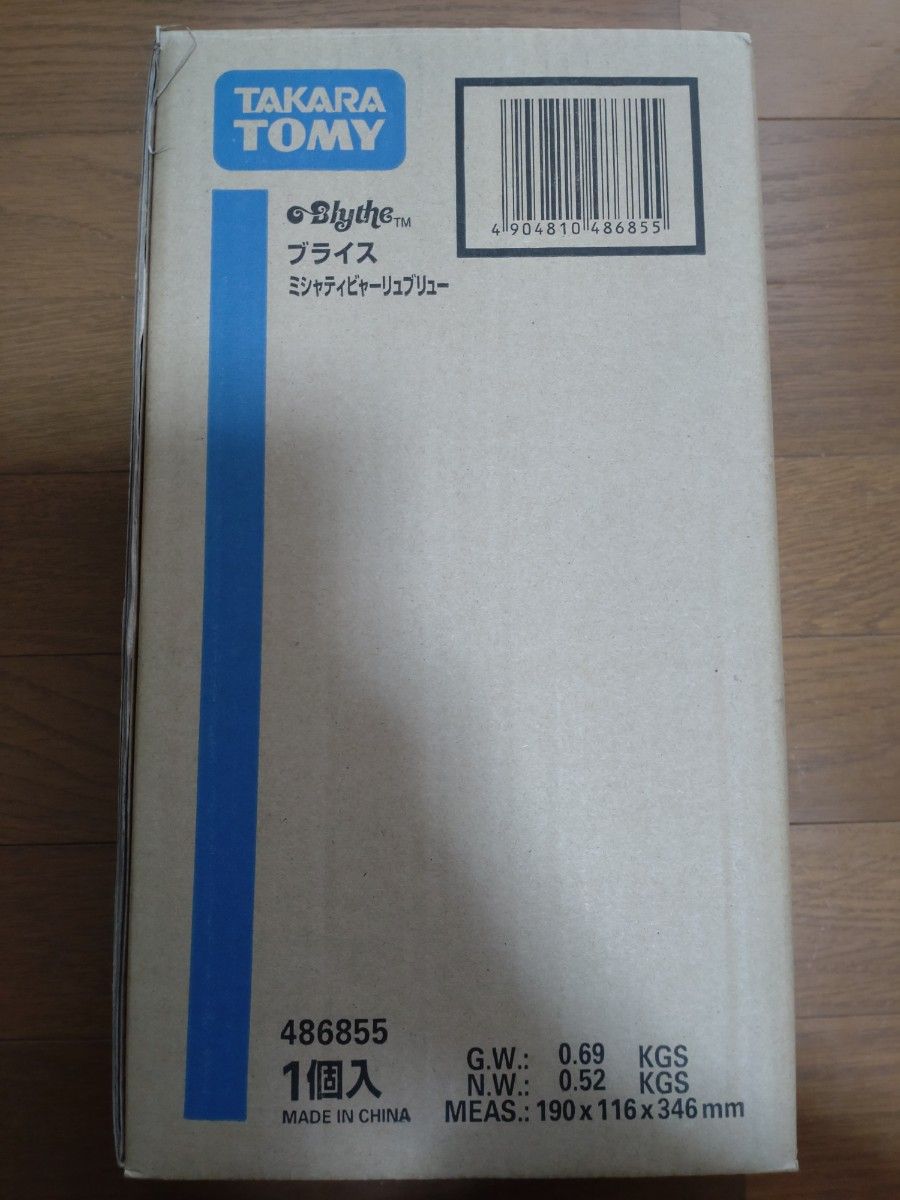 TAKARA
TOMY
Blythe™
ブライス
ミシャティビャーリュブリュー
4 904810 486855
486855
1個入
MADE IN CHINA
G.W.: 0.69 KGS
N.W.: 0.52 KGS
MEAS.: 190 x 116 x 346 mm